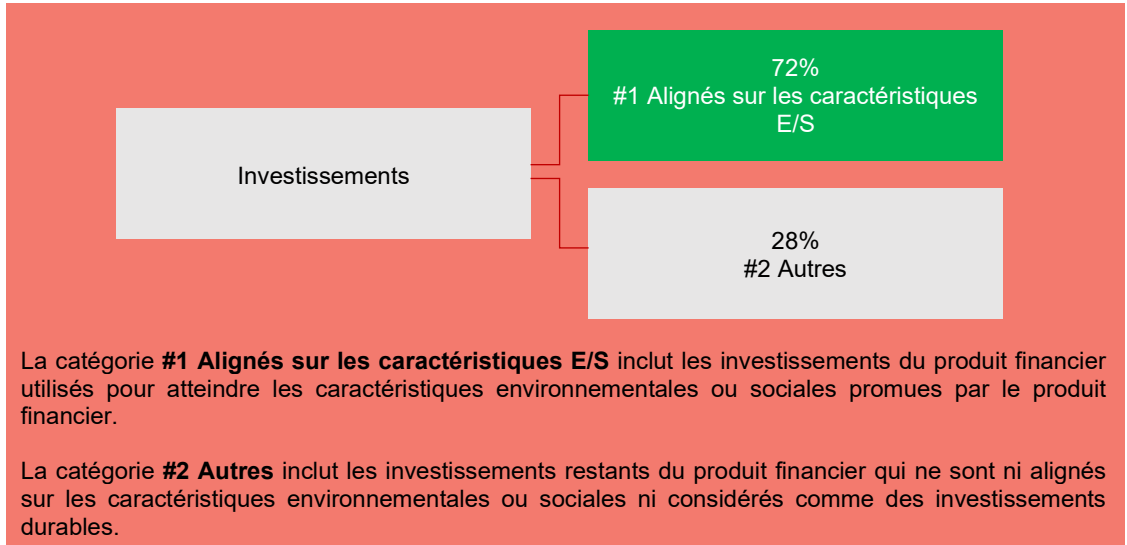 72%
#1 Alignés sur les caractéristiques
E/S
Investissements
28%
#2 Autres
La catégorie #1 Alignés sur les caractéristiques E/S inclut les investissements du produit financier
utilisés pour atteindre les caractéristiques environnementales ou sociales promues par le produit
financier.
La catégorie #2 Autres inclut les investissements restants du produit financier qui ne sont ni alignés
sur les caractéristiques environnementales ou sociales ni considérés comme des investissements
durables.